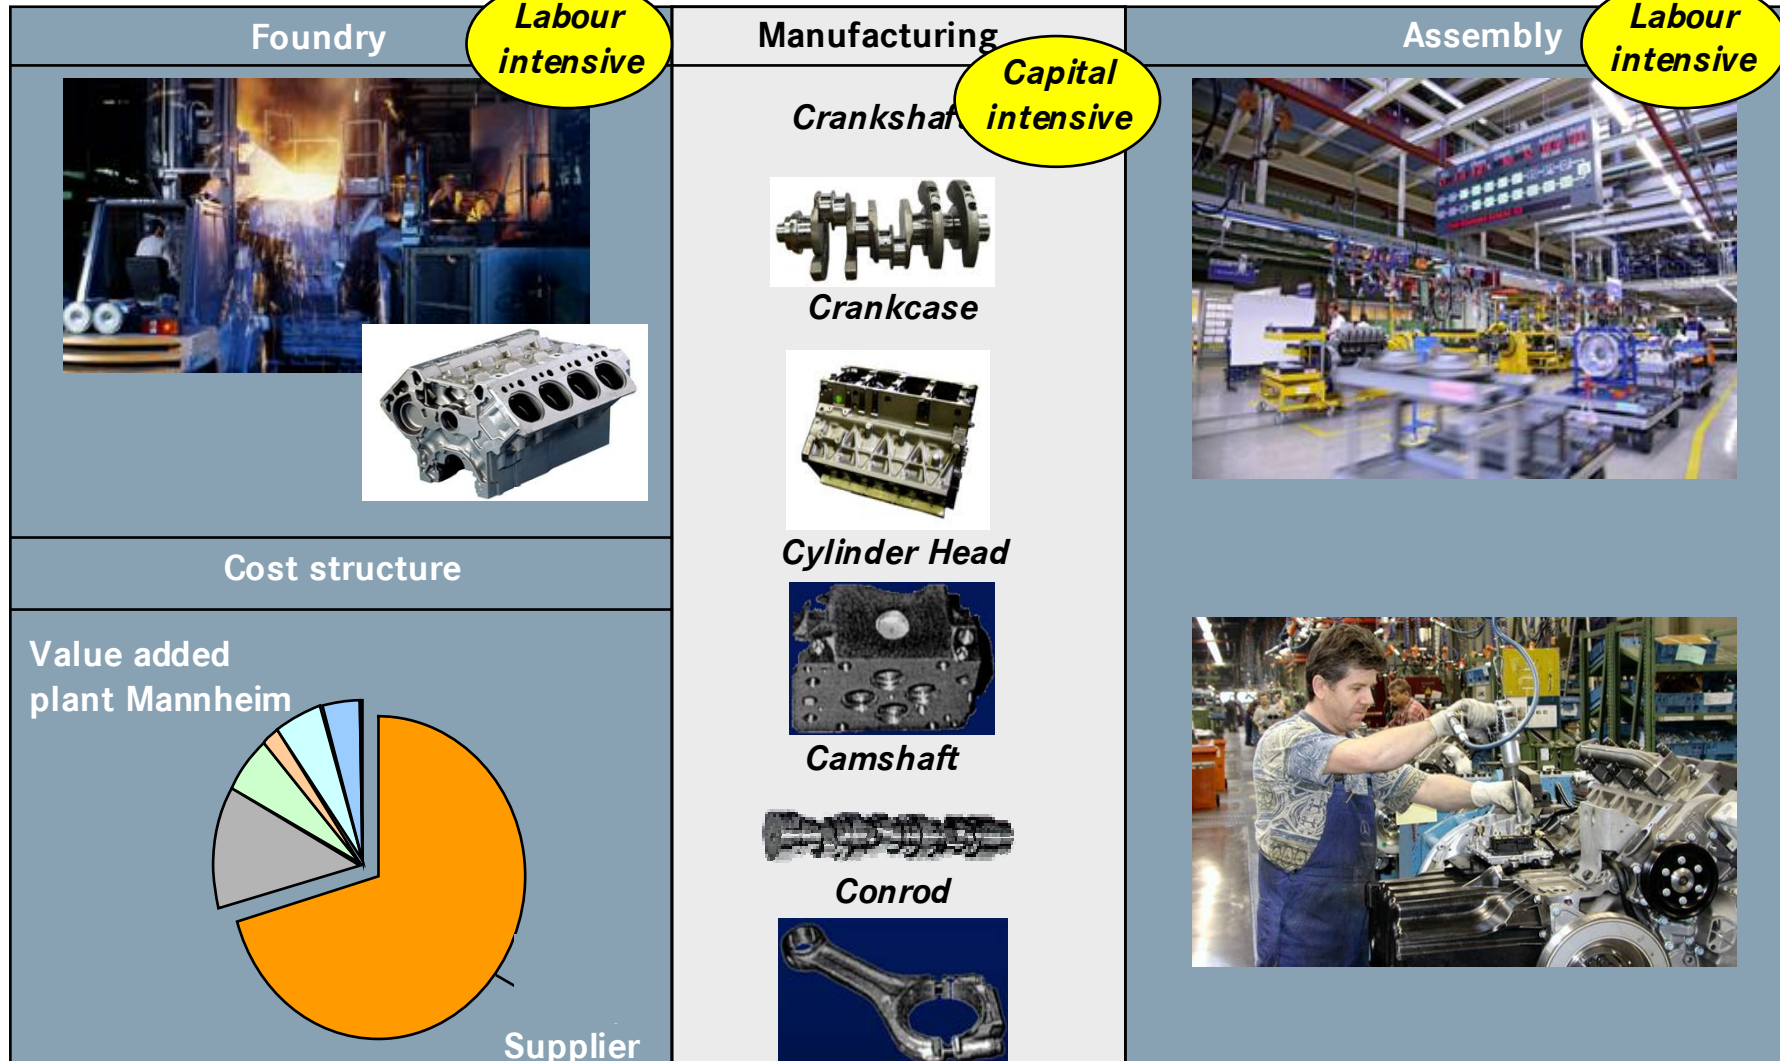 Foundry
Labour
intensive
Cost structure
Value added
plant Mannheim
Supplier
Manufacturing
Capital
intensive
Crankshaf
Crankcase
Cylinder Head
Camshaft
Conrod
Assembly
Labour
intensive